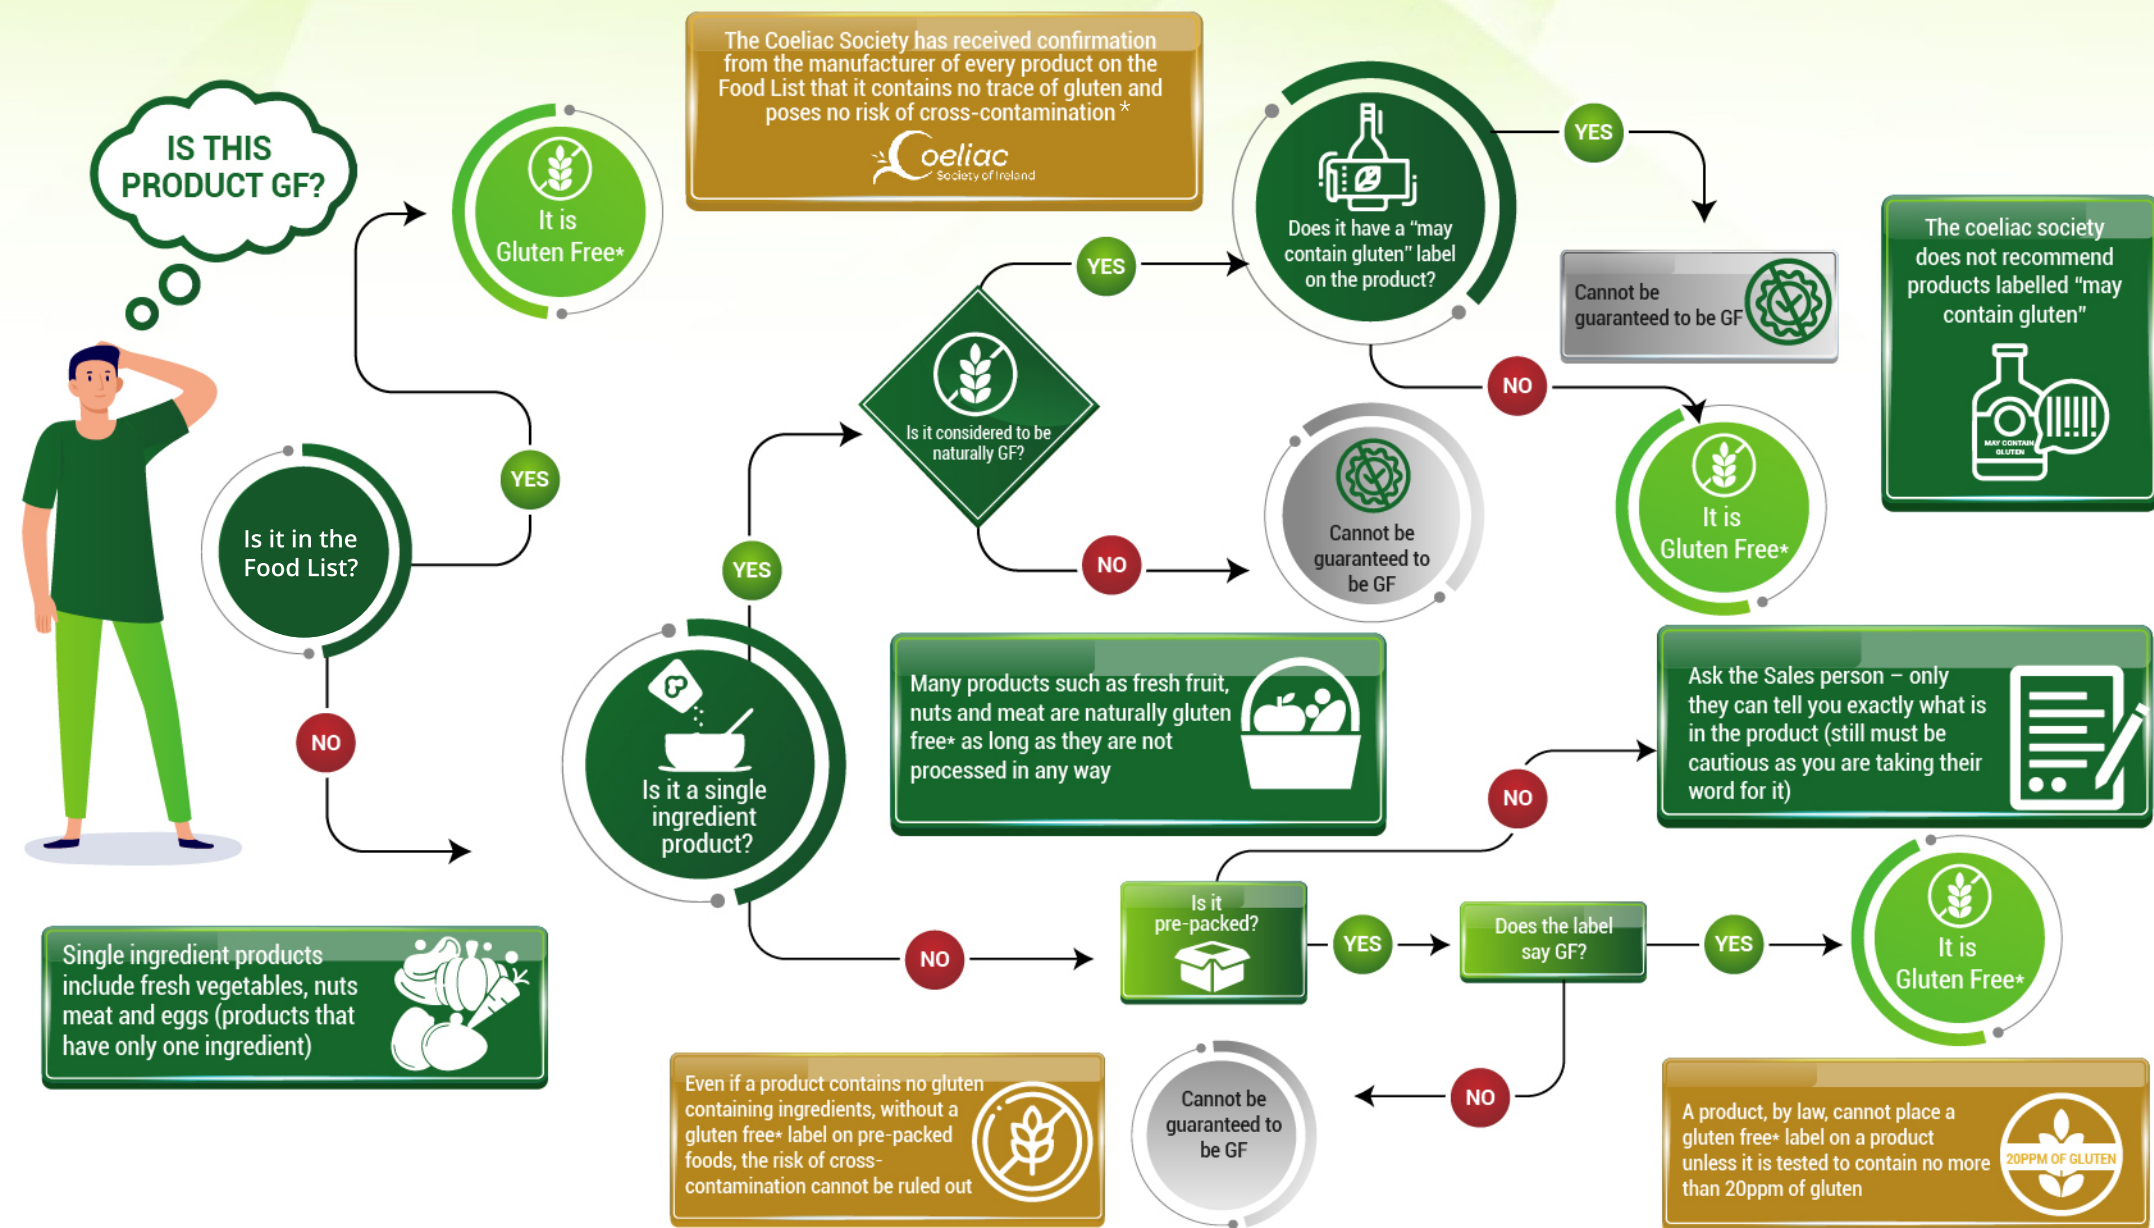 IS THIS
PRODUCT GF?
It is
Gluten Free*
The Coeliac Society has received confirmation
from the manufacturer of every product on the
Food List that it contains no trace of gluten and
poses no risk of cross-contamination *
Coeliac
Society of Ireland
Does it have a “may
contain gluten” label
on the product?
YES
Cannot be
guaranteed to be GF
The coeliac society
does not recommend
products labelled “may
contain gluten”
MAY CONTAIN
GLUTEN
YES
NO
Is it considered to be
naturally GF?
NO
Cannot be
guaranteed to
be GF
It is
Gluten Free*
YES
Is it in the
Food List?
YES
NO
Is it a single
ingredient
product?
Many products such as fresh fruit,
nuts and meat are naturally gluten
free* as long as they are not
processed in any way
Ask the Sales person – only
they can tell you exactly what is
in the product (still must be
cautious as you are taking their
word for it)
NO
Single ingredient products
include fresh vegetables, nuts
meat and eggs (products that
have only one ingredient)
NO
Is it
pre-packed?
YES
Does the label
say GF?
YES
It is
Gluten Free*
NO
Cannot be
guaranteed to
be GF
Even if a product contains no gluten
containing ingredients, without a
gluten free* label on pre-packed
foods, the risk of cross-
contamination cannot be ruled out
A product, by law, cannot place a
gluten free* label on a product
unless it is tested to contain no more
than 20ppm of gluten
20PPM OF GLUTEN